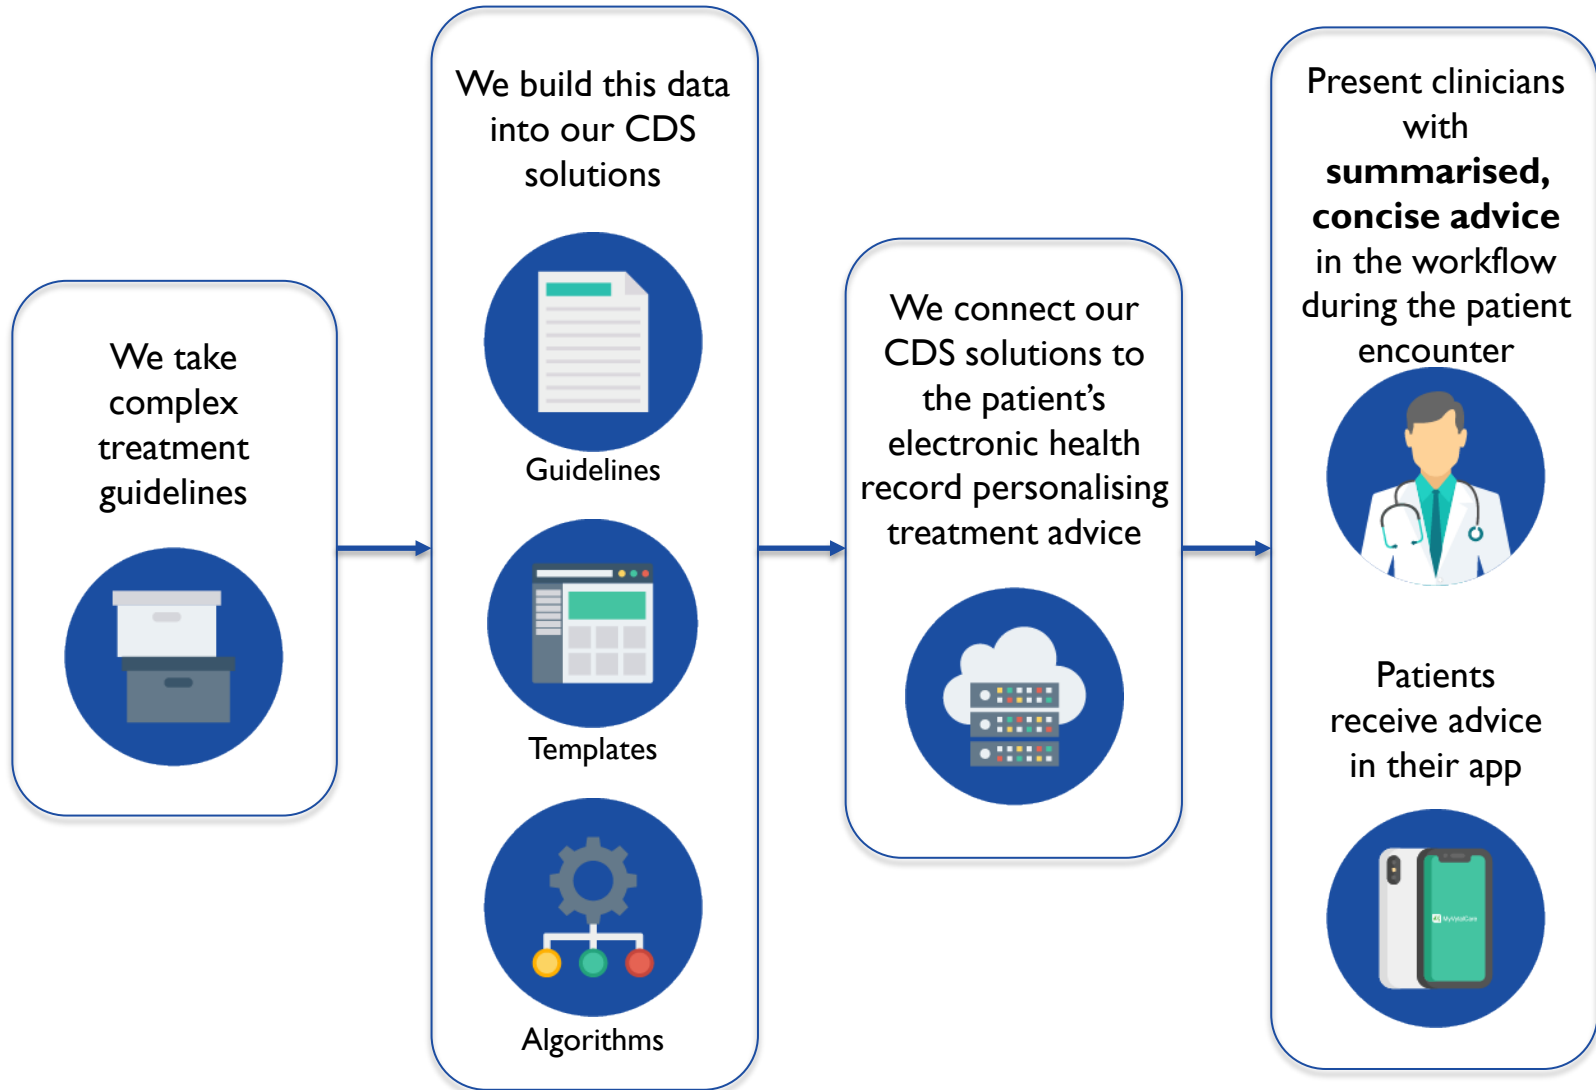 We take
complex
treatment
guidelines
We build this data
into our CDS
solutions
Guidelines
Templates
Algorithms
We connect our
CDS solutions to
the patient’s
electronic health
record personalising
treatment advice
Present clinicians
with
summarised,
concise advice
in the workflow
during the patient
encounter
Patients
receive advice
in their app
MyVitalCare